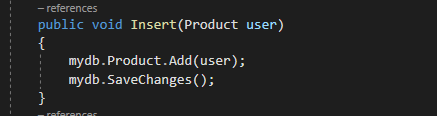 – references
public void Insert(Product user)
{
mydb.Product.Add(user);
mydb.SaveChanges();
}
– references